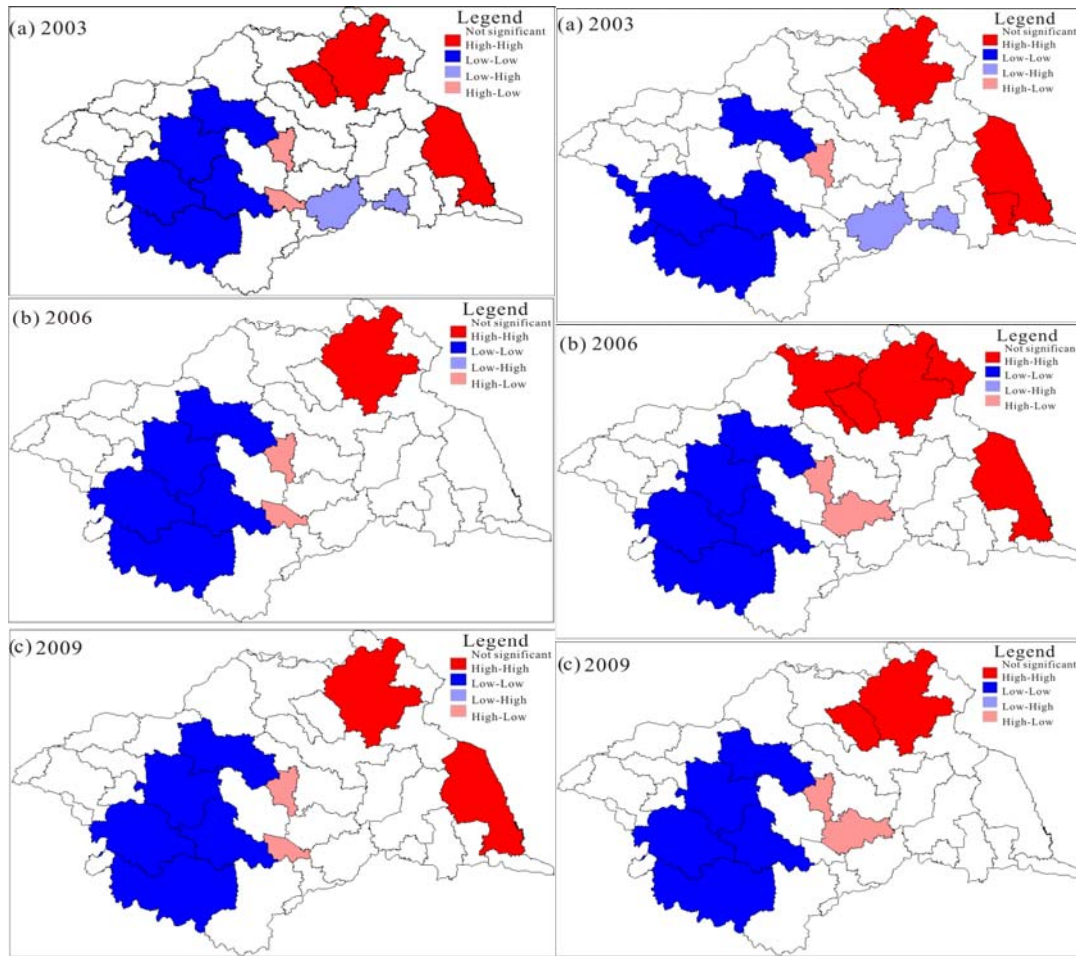 (a) 2003
Legend
Not significant
High-High
Low-Low
Low-High
High-Low
(a) 2003
Legend
Not significant
High-High
Low-Low
Low-High
High-Low
(b) 2006
Legend
Not significant
High-High
Low-Low
Low-High
High-Low
(b) 2006
Legend
Not significant
High-High
Low-Low
Low-High
High-Low
(c) 2009
Legend
Not significant
High-High
Low-Low
Low-High
High-Low
(c) 2009
Legend
Not significant
High-High
Low-Low
Low-High
High-Low